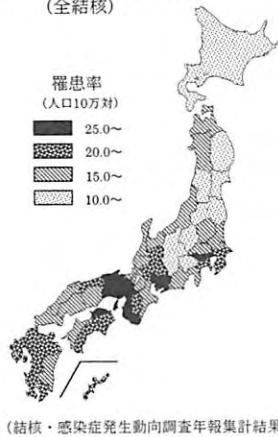 (全結核)
罹患率
(人口10万対)
25.0〜
20.0〜
15.0〜
10.0〜
(結核・感染症発生動向調査年報集計結果